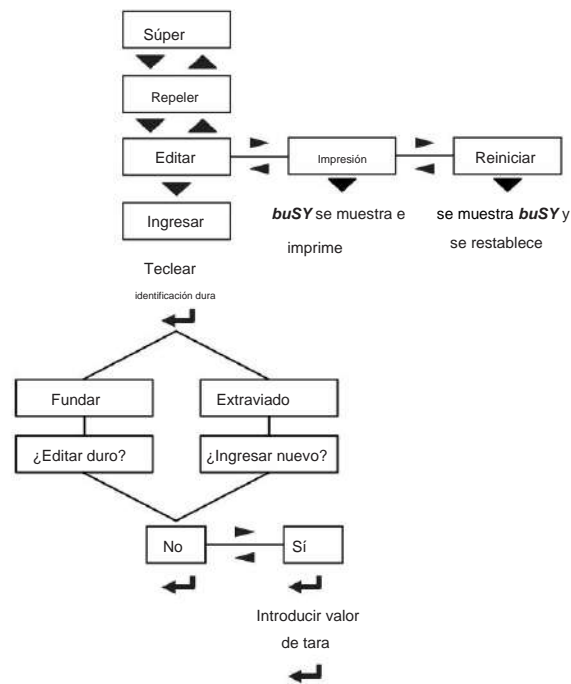 Súper
Repeler
Editar
Impresión
Reiniciar
Ingresar
buSY se muestra e
imprime
se muestra buSY y
se restablece
Teclear
identificación dura
Fundar
Extraviado
¿Editar duro?
¿Ingresar nuevo?
No
Sí
Introducir valor
de tara